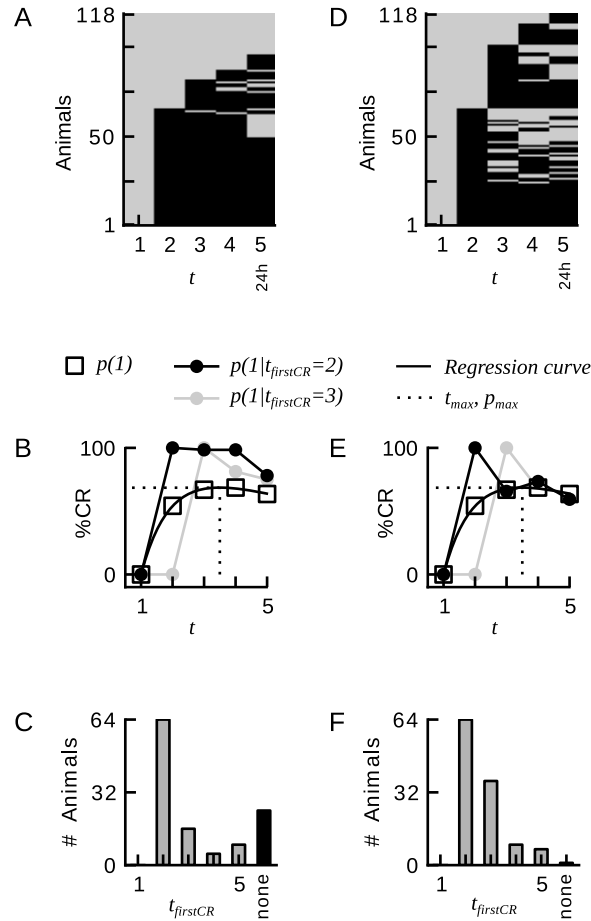 A
118
50
1
Animals
1 2 3 4 5
24h
t
D
118
50
1
Animals
1 2 3 4 5
24h
t
p(1)
p(1|tfirstCR=2)
Regression curve
p(1|tfirstCR=3)
tmax, pmax
B
100
0
%CR
1 5
t
E
100
0
%CR
1 5
t
C
64
32
0
# Animals
1 5 none
tfirstCR
F
64
32
0
# Animals
1 5 none
tfirstCR